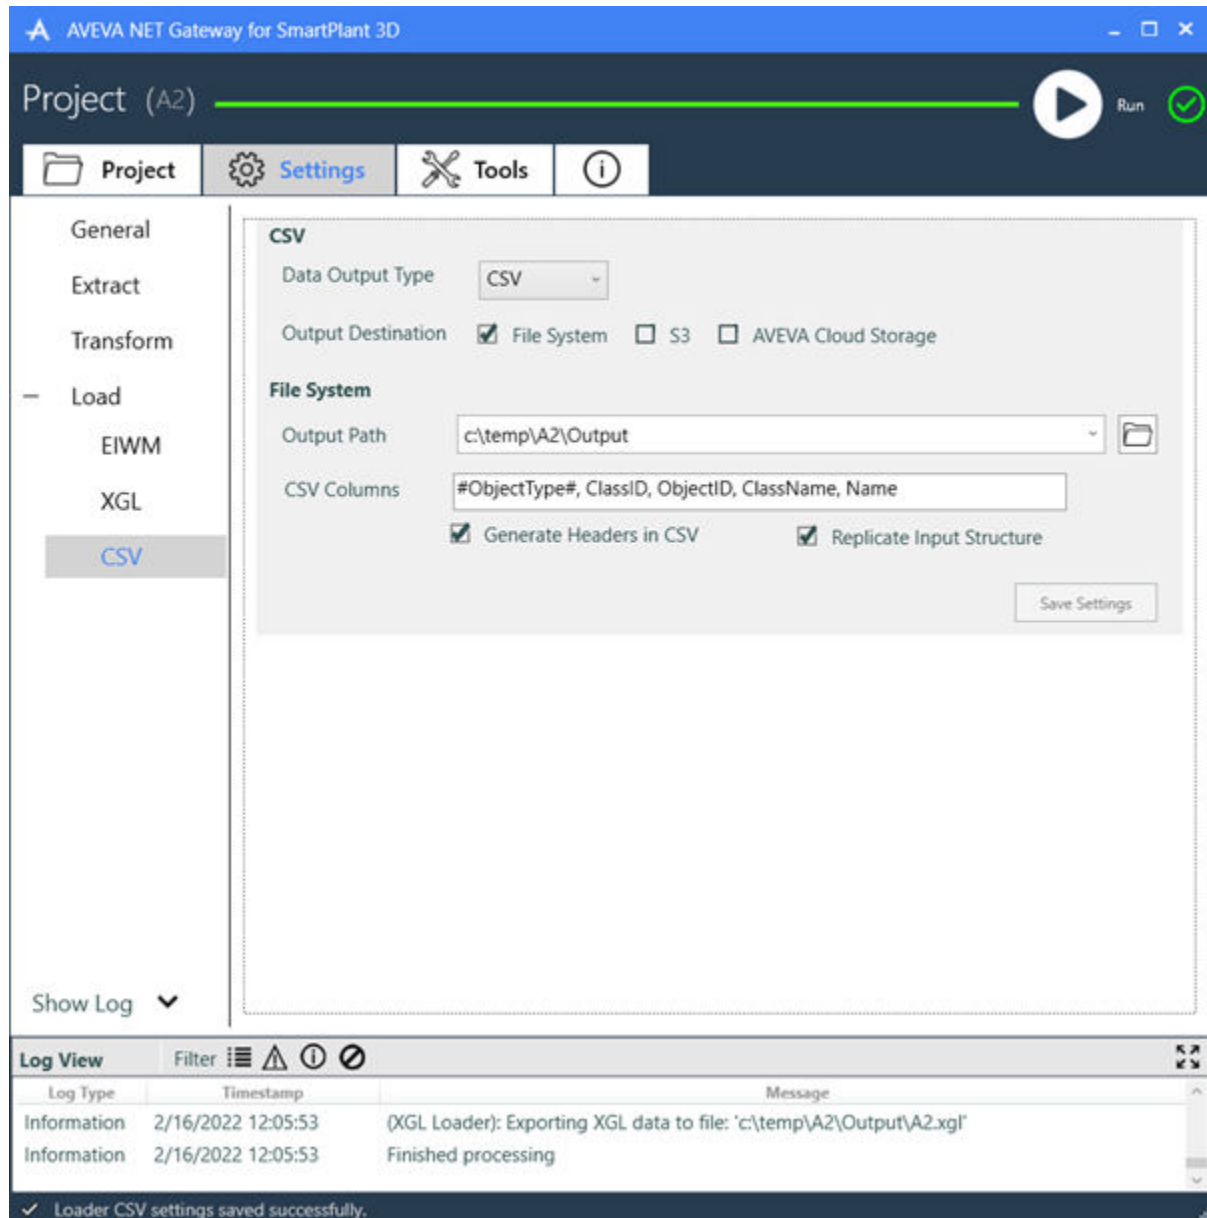 AVEVA NET Gateway for SmartPlant 3D
Project (A2) Run
Project Settings Tools
General
Extract
Transform
Load
EIWM
XGL
CSV
CSV
Data Output Type CSV
Output Destination File System S3 AVEVA Cloud Storage
File System
Output Path c:\temp\A2\Output
CSV Columns #ObjectType#, ClassID, ObjectID, ClassName, Name
Generate Headers in CSV Replicate Input Structure
Save Settings
Show Log
Log View Filter
Log Type Timestamp Message
Information 2/16/2022 12:05:53 (XGL Loader): Exporting XGL data to file: 'c:\temp\A2\Output\A2.xgl'
Information 2/16/2022 12:05:53 Finished processing
Loader CSV settings saved successfully.